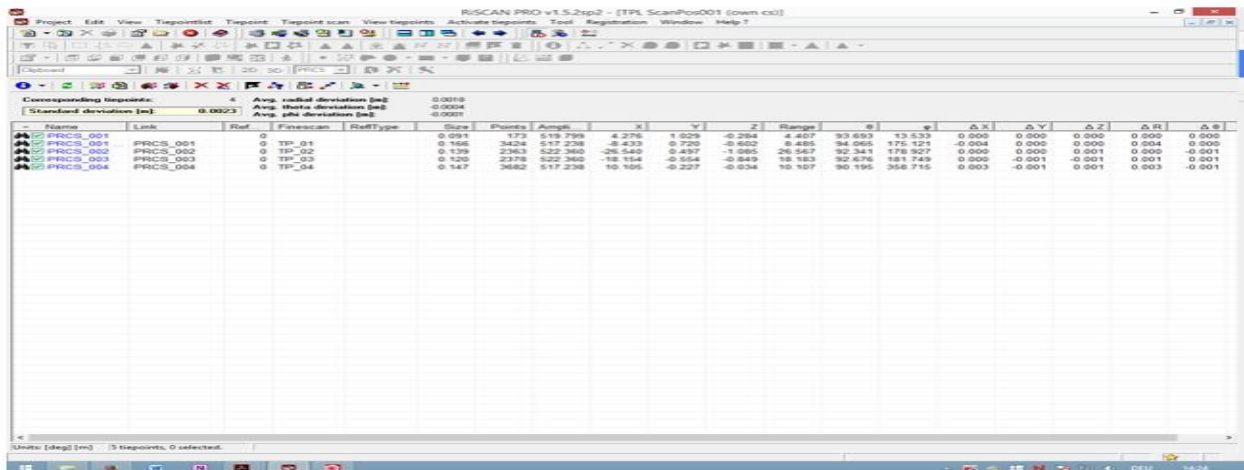 RiSCAN PRO v1.5.2sp2 - [TPL ScanPos001 (own cs)]
Project Edit View Tiepointlist Tiepoint Tiepoint scan View tiepoints Activate tiepoints Tool Registration Window Help ?
Clipboard 2D 3D PRCS
Corresponding tiepoints: 4 Avg. radial deviation [m]: 0.0019
Standard deviation [m]: 0.0023 Avg. theta deviation [m]: -0.0004
Avg. phi deviation [m]: -0.0001
Name Link Ref... Finescan ReflType Size Points Ampli... X Y Z Range θ φ Δ X Δ Y Δ Z Δ R Δ θ
PRCS_001 0 0.091 173 519.799 4.276 1.029 -0.284 4.407 93.693 13.533 0.000 0.000 0.000 0.000 0.000
PRCS_001 ... PRCS_001 0 TP_01 0.166 3424 517.238 -8.433 0.720 -0.602 8.485 94.065 175.121 -0.004 0.000 0.000 0.004 0.000
PRCS_002 PRCS_002 0 TP_02 0.139 2363 522.360 -26.540 0.497 -1.085 26.567 92.341 178.927 0.000 0.000 0.001 0.000 -0.001
PRCS_003 PRCS_003 0 TP_03 0.120 2378 522.360 -18.154 -0.554 -0.849 18.183 92.676 181.749 0.000 -0.001 -0.001 0.001 0.001
PRCS_004 PRCS_004 0 TP_04 0.147 3682 517.238 10.105 -0.227 -0.034 10.107 90.195 358.715 0.003 -0.001 0.001 0.003 -0.001
Units: [deg] [m] 5 tiepoints, 0 selected.
DEU 14:24